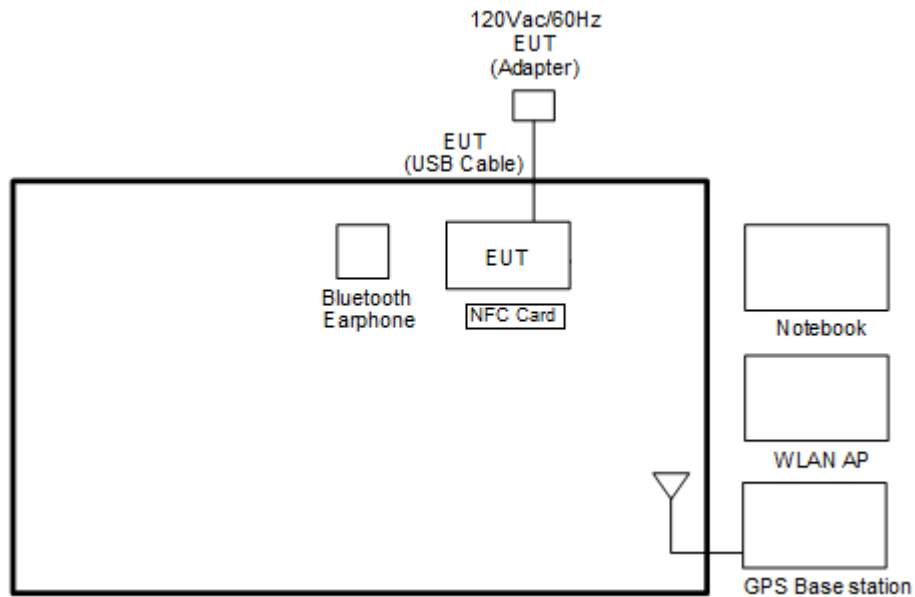 120Vac/60Hz
EUT
(Adapter)
EUT
(USB Cable)
EUT
Bluetooth
Earphone
NFC Card
Notebook
WLAN AP
GPS Base station